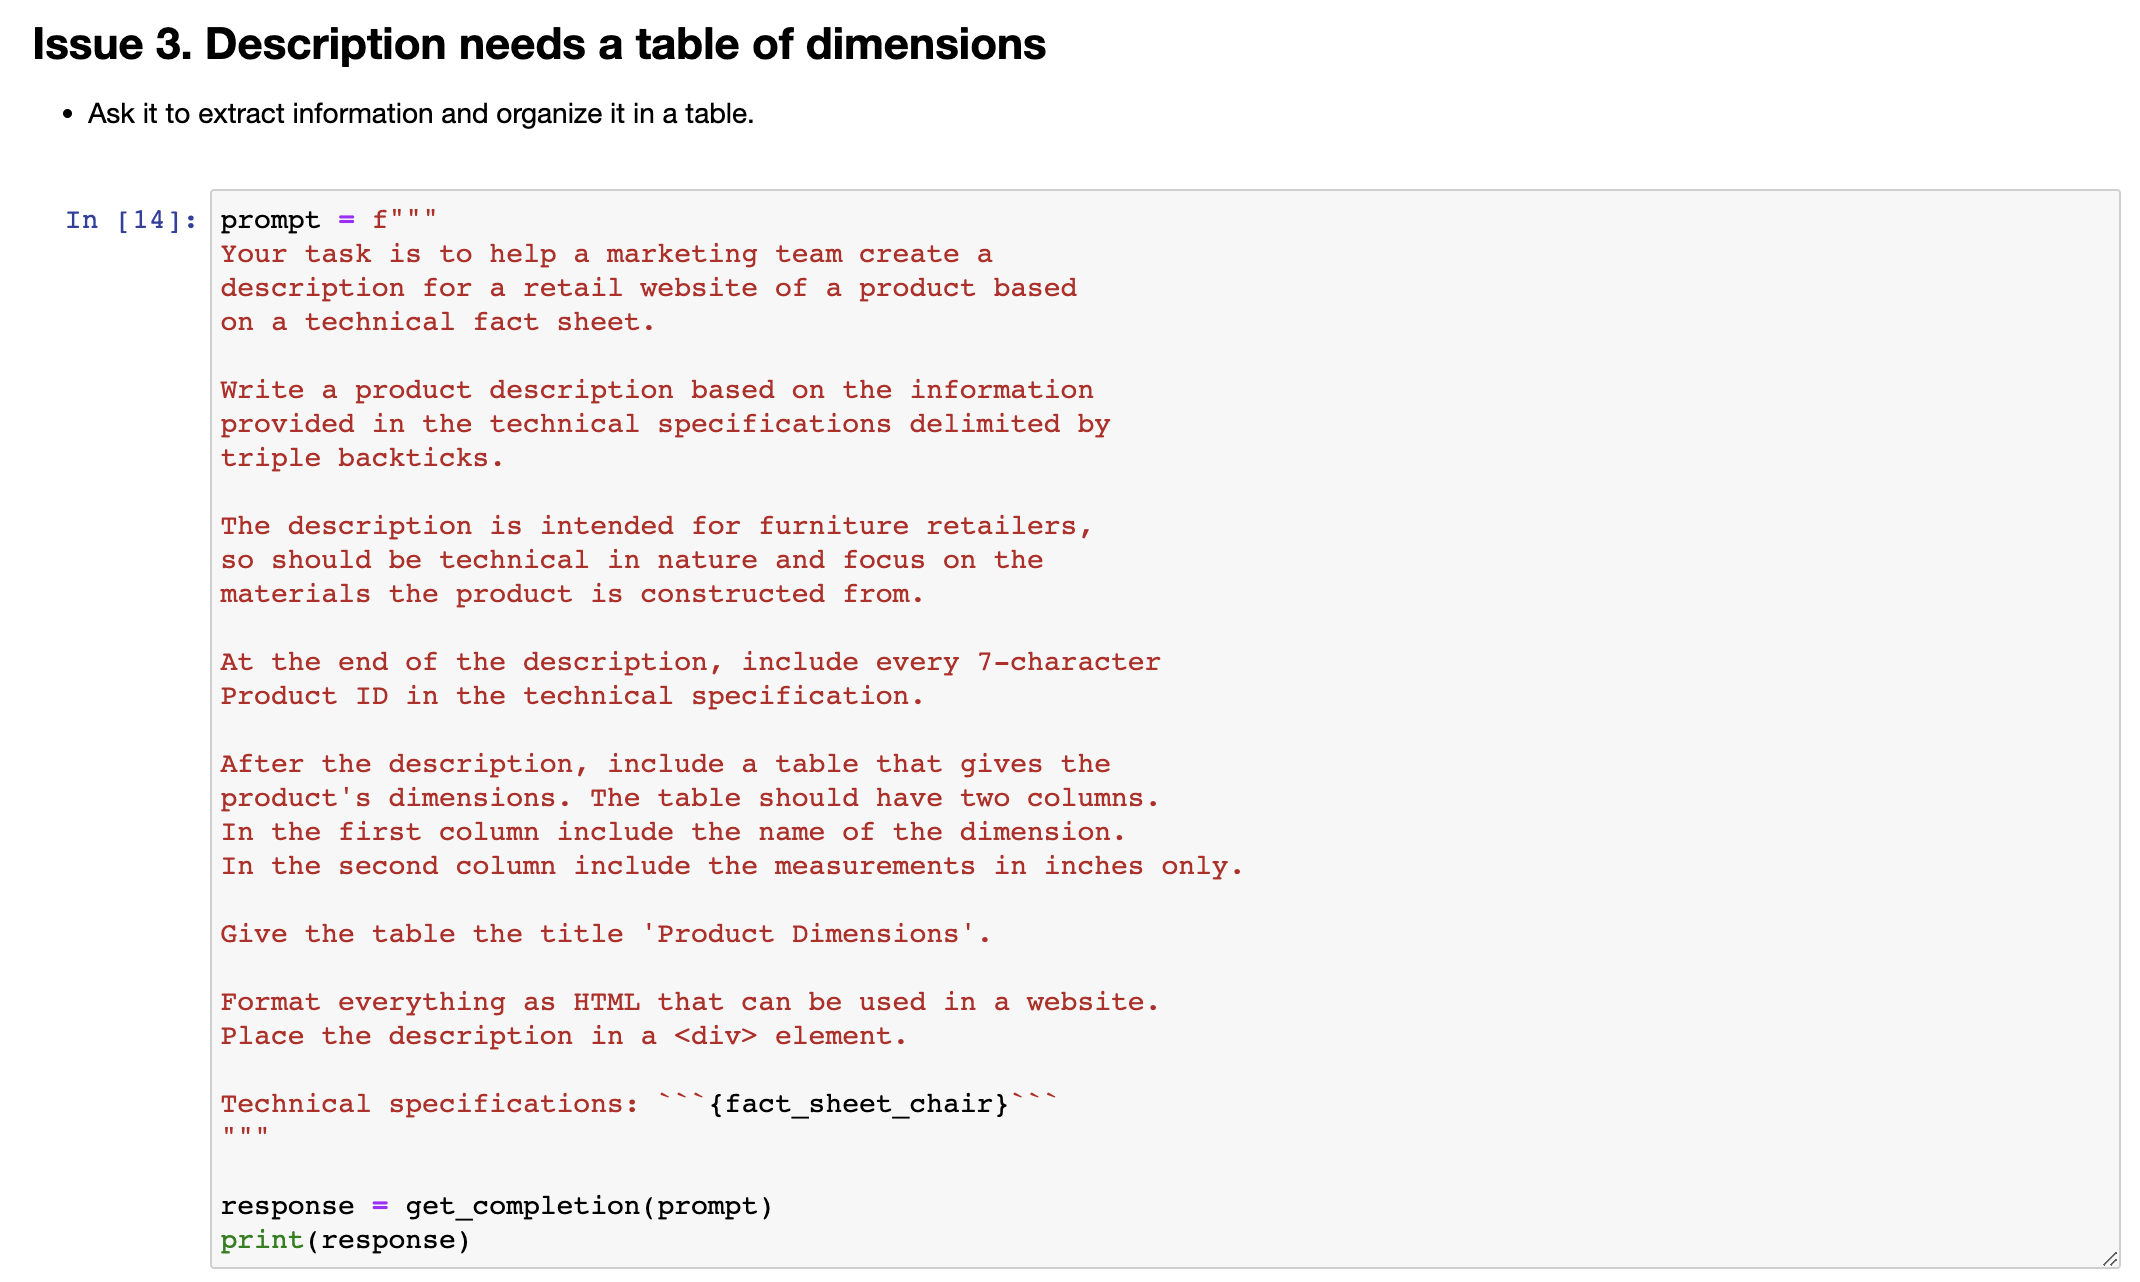 Issue 3. Description needs a table of dimensions
• Ask it to extract information and organize it in a table.
In [14]: prompt = f"""
Your task is to help a marketing team create a
description for a retail website of a product based
on a technical fact sheet.
Write a product description based on the information
provided in the technical specifications delimited by
triple backticks.
The description is intended for furniture retailers,
so should be technical in nature and focus on the
materials the product is constructed from.
At the end of the description, include every 7-character
Product ID in the technical specification.
After the description, include a table that gives the
product's dimensions. The table should have two columns.
In the first column include the name of the dimension.
In the second column include the measurements in inches only.
Give the table the title 'Product Dimensions'.
Format everything as HTML that can be used in a website.
Place the description in a <div> element.
Technical specifications: ```{fact_sheet_chair}```
"""
response = get_completion(prompt)
print(response)